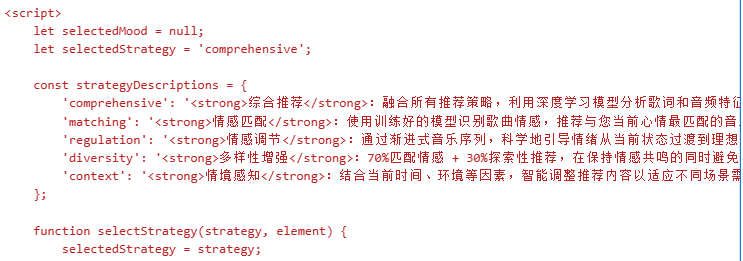 <script>
let selectedMood = null;
let selectedStrategy = 'comprehensive';
const strategyDescriptions = {
'comprehensive': '<strong>综合推荐</strong>：融合所有推荐策略，利用深度学习模型分析歌词和音频特征
'matching': '<strong>情感匹配</strong>：使用训练好的模型识别歌曲情感，推荐与您当前心情最匹配的音
'regulation': '<strong>情感调节</strong>：通过渐进式音乐序列，科学地引导情绪从当前状态过渡到理想
'diversity': '<strong>多样性增强</strong>：70%匹配情感 + 30%探索性推荐，在保持情感共鸣的同时避免
'context': '<strong>情境感知</strong>：结合当前时间、环境等因素，智能调整推荐内容以适应不同场景需
};
function selectStrategy(strategy, element) {
selectedStrategy = strategy;